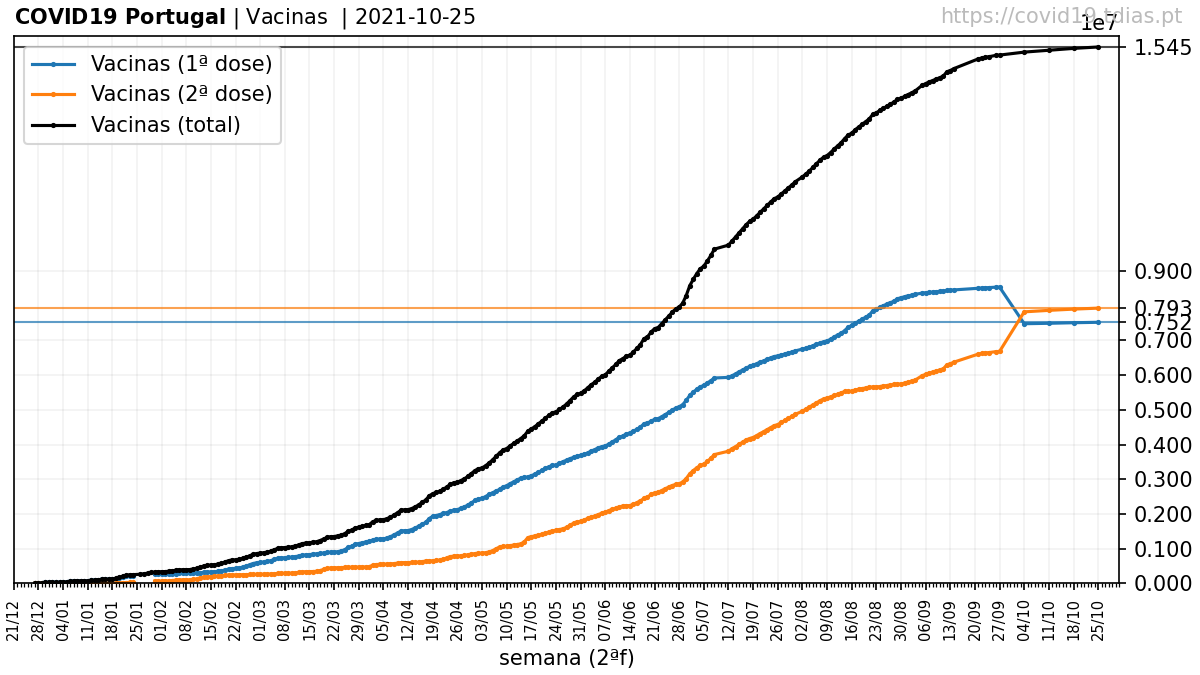 COVID19 Portugal | Vacinas | 2021-10-25
https://covid19.tdias.pt
1e7
Vacinas (1ª dose)
Vacinas (2ª dose)
Vacinas (total)
1.545
0.900
0.793
0.752
0.700
0.600
0.500
0.400
0.300
0.200
0.100
0.000
21/12 28/12 04/01 11/01 18/01 25/01 01/02 08/02 15/02 22/02 01/03 08/03 15/03 22/03 29/03 05/04 12/04 19/04 26/04 03/05 10/05 17/05 24/05 31/05 07/06 14/06 21/06 28/06 05/07 12/07 19/07 26/07 02/08 09/08 16/08 23/08 30/08 06/09 13/09 20/09 27/09 04/10 11/10 18/10 25/10
semana (2ªf)